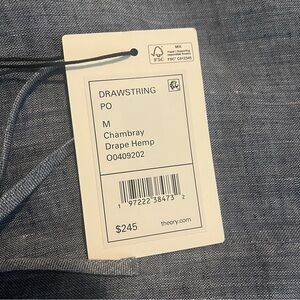 FSC
MIX
DRAWSTRING
PO
M
Chambray
Drape Hemp
O0409202
1 97222 38473 2
$245
theory.com